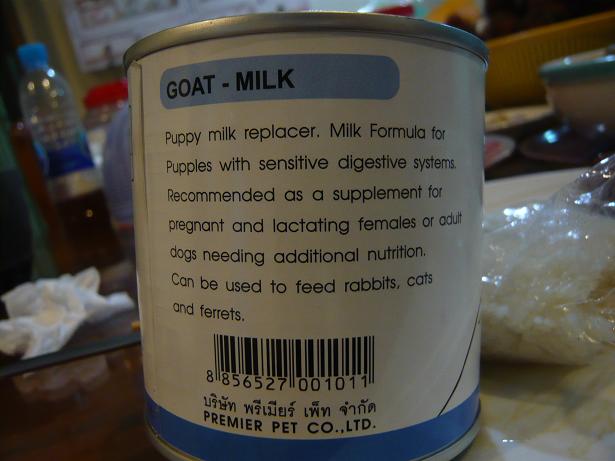 GOAT - MILK
Puppy milk replacer. Milk Formula for
Pupples with sensitive digestive systems.
Recommended as a supplement for
pregnant and lactating females or adult
dogs needing additional nutrition.
Can be used to feed rabbits, cats
and ferrets.
8 856527 001011
บริษัท พรีเมียร์ เพ็ท จำกัด
PREMIER PET CO.,LTD.